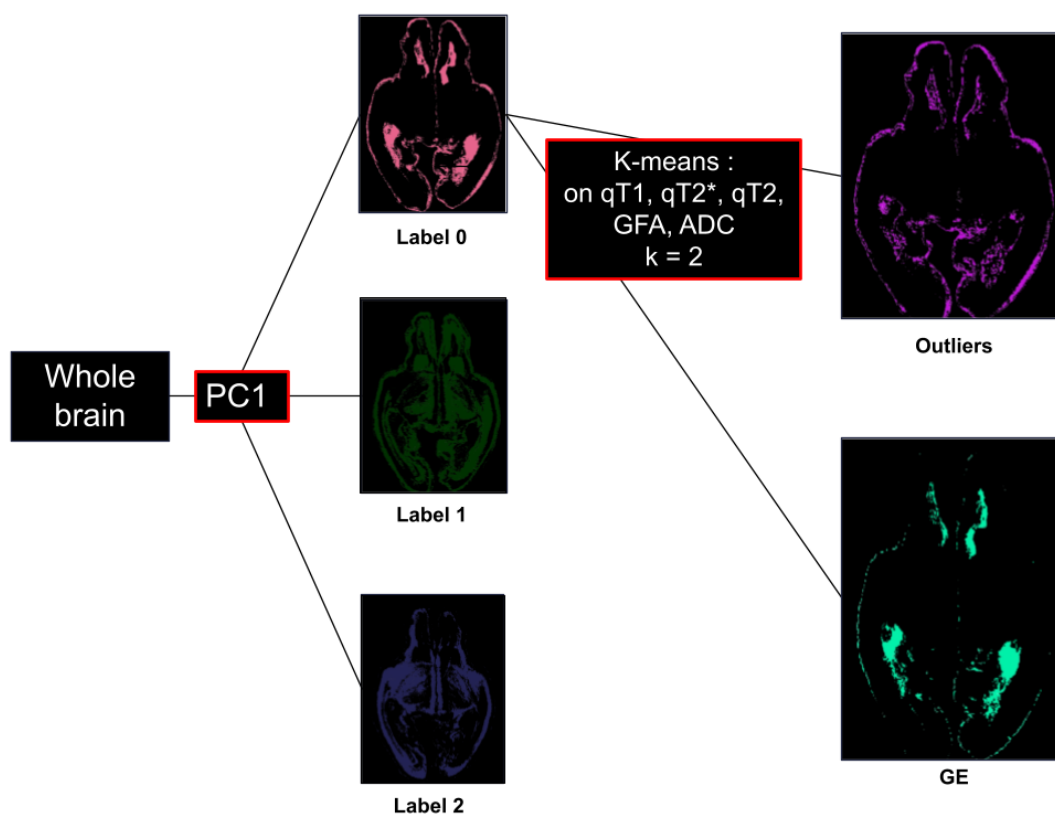 Label 0
K-means :
on qT1, qT2*, qT2,
GFA, ADC
k = 2
Outliers
Whole
brain
PC1
Label 1
GE
Label 2